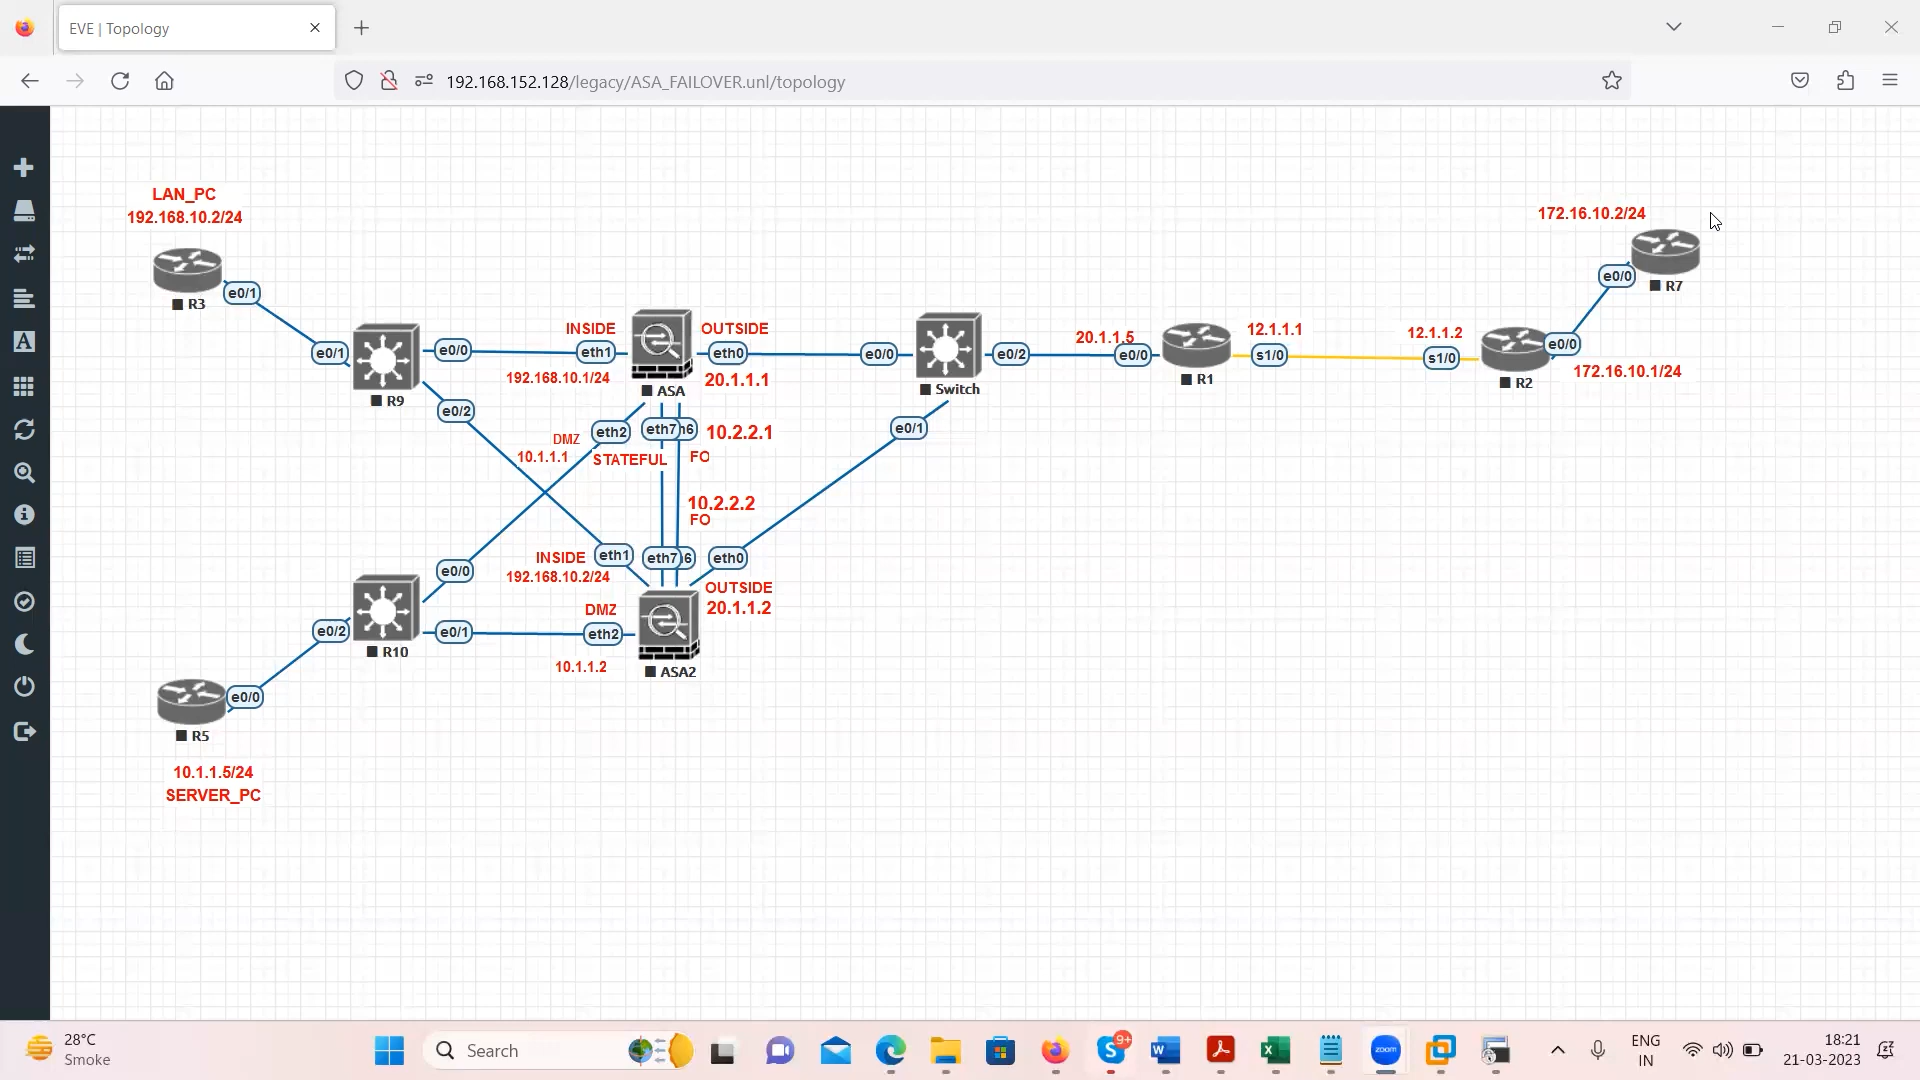 EVE | Topology
192.168.152.128/legacy/ASA_FAILOVER.unl/topology
LAN_PC
192.168.10.2/24
R3
e0/1
e0/1
R9
e0/0
e0/2
INSIDE
eth1
192.168.10.1/24
ASA
OUTSIDE
eth0
20.1.1.1
e0/0
Switch
e0/2
e0/1
20.1.1.5
e0/0
R1
12.1.1.1
s1/0
12.1.1.2
s1/0
R2
e0/0
172.16.10.1/24
172.16.10.2/24
e0/0
R7
DMZ
10.1.1.1
eth2
eth7
h6
10.2.2.1
STATEFUL
FO
10.2.2.2
FO
INSIDE
192.168.10.2/24
eth1
eth7
6
eth0
OUTSIDE
20.1.1.2
DMZ
eth2
10.1.1.2
ASA2
e0/0
e0/1
e0/2
R10
e0/0
R5
10.1.1.5/24
SERVER_PC
28°C
Smoke
Search
9+
zoom
ENG
IN
18:21
21-03-2023